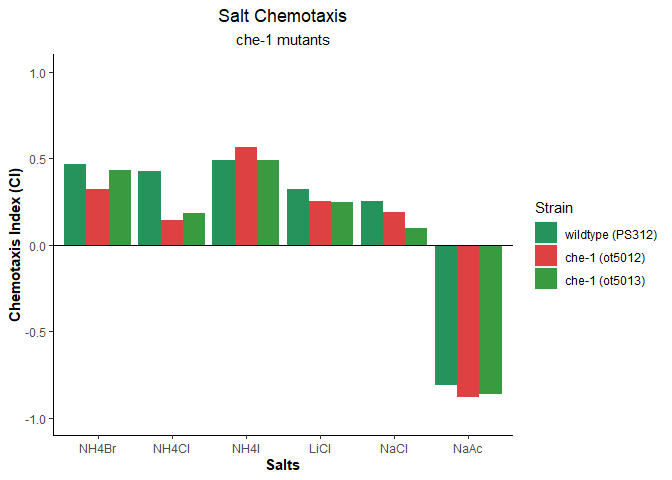 Salt Chemotaxis
che-1 mutants
Chemotaxis Index (CI)
1.0
0.5
0.0
-0.5
-1.0
NH4Br NH4Cl NH4I LiCl NaCl NaAc
Salts
Strain
wildtype (PS312)
che-1 (ot5012)
che-1 (ot5013)